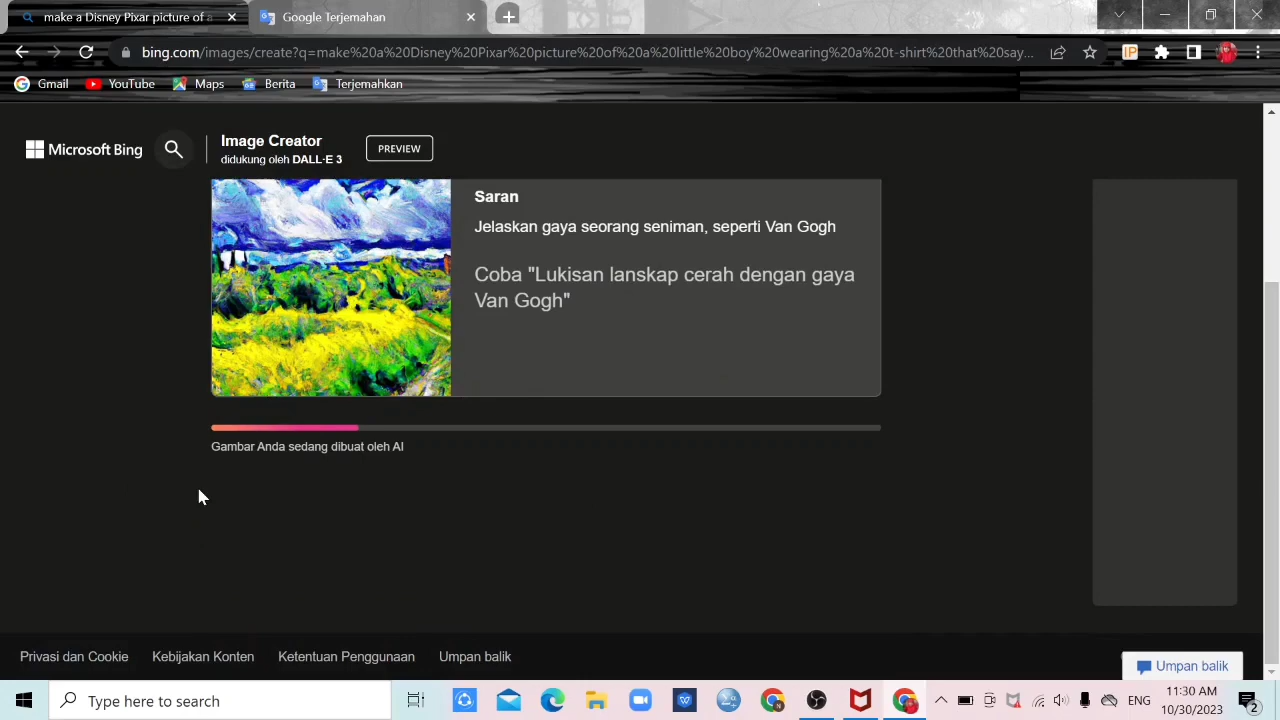 make a Disney Pixar picture of a
Google Terjemahan
bing.com/images/create?q=make%20a%20Disney%20Pixar%20picture%20of%20a%20little%20boy%20wearing%20a%20t-shirt%20that%20say...
IP
Gmail
YouTube
Maps
Berita
Terjemahkan
Microsoft Bing
Image Creator
didukung oleh DALL·E 3
PREVIEW
Saran
Jelaskan gaya seorang seniman, seperti Van Gogh
Coba "Lukisan lanskap cerah dengan gaya
Van Gogh"
Gambar Anda sedang dibuat oleh AI
Privasi dan Cookie
Kebijakan Konten
Ketentuan Penggunaan
Umpan balik
Umpan balik
Type here to search
ENG
11:30 AM
10/30/2023
2